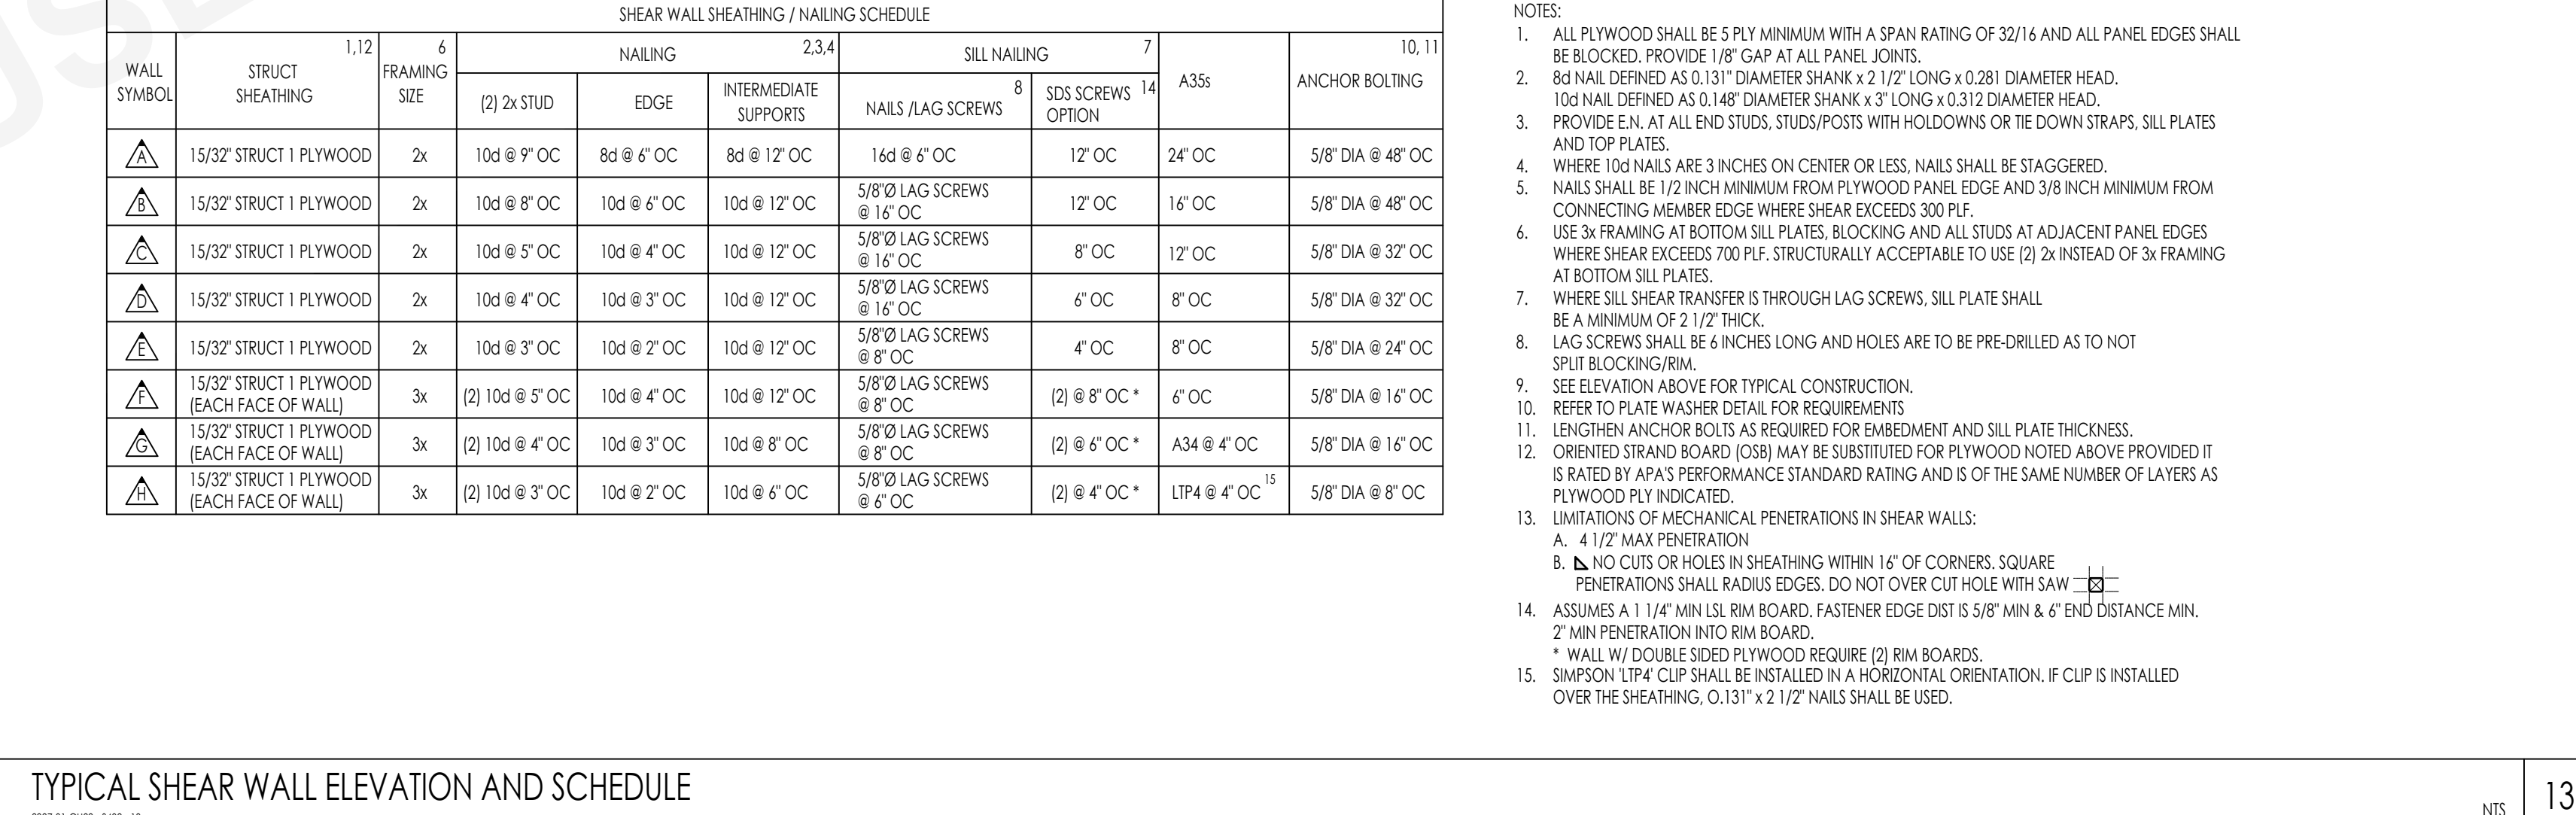 SHEAR WALL SHEATHING / NAILING SCHEDULE
WALL SYMBOL | STRUCT SHEATHING 1,12 | FRAMING SIZE 6 | NAILING 2,3,4 | SILL NAILING 7 | A35s | ANCHOR BOLTING 10, 11
(2) 2x STUD | EDGE | INTERMEDIATE SUPPORTS | NAILS /LAG SCREWS 8 | SDS SCREWS OPTION 14
A | 15/32" STRUCT 1 PLYWOOD | 2x | 10d @ 9" OC | 8d @ 6" OC | 8d @ 12" OC | 16d @ 6" OC | 12" OC | 24" OC | 5/8" DIA @ 48" OC
B | 15/32" STRUCT 1 PLYWOOD | 2x | 10d @ 8" OC | 10d @ 6" OC | 10d @ 12" OC | 5/8"Ø LAG SCREWS @ 16" OC | 12" OC | 16" OC | 5/8" DIA @ 48" OC
C | 15/32" STRUCT 1 PLYWOOD | 2x | 10d @ 5" OC | 10d @ 4" OC | 10d @ 12" OC | 5/8"Ø LAG SCREWS @ 16" OC | 8" OC | 12" OC | 5/8" DIA @ 32" OC
D | 15/32" STRUCT 1 PLYWOOD | 2x | 10d @ 4" OC | 10d @ 3" OC | 10d @ 12" OC | 5/8"Ø LAG SCREWS @ 16" OC | 6" OC | 8" OC | 5/8" DIA @ 32" OC
E | 15/32" STRUCT 1 PLYWOOD | 2x | 10d @ 3" OC | 10d @ 2" OC | 10d @ 12" OC | 5/8"Ø LAG SCREWS @ 8" OC | 4" OC | 8" OC | 5/8" DIA @ 24" OC
F | 15/32" STRUCT 1 PLYWOOD (EACH FACE OF WALL) | 3x | (2) 10d @ 5" OC | 10d @ 4" OC | 10d @ 12" OC | 5/8"Ø LAG SCREWS @ 8" OC | (2) @ 8" OC * | 6" OC | 5/8" DIA @ 16" OC
G | 15/32" STRUCT 1 PLYWOOD (EACH FACE OF WALL) | 3x | (2) 10d @ 4" OC | 10d @ 3" OC | 10d @ 8" OC | 5/8"Ø LAG SCREWS @ 8" OC | (2) @ 6" OC * | A34 @ 4" OC | 5/8" DIA @ 16" OC
H | 15/32" STRUCT 1 PLYWOOD (EACH FACE OF WALL) | 3x | (2) 10d @ 3" OC | 10d @ 2" OC | 10d @ 6" OC | 5/8"Ø LAG SCREWS @ 6" OC | (2) @ 4" OC * | LTP4 @ 4" OC 15 | 5/8" DIA @ 8" OC
NOTES:
1. ALL PLYWOOD SHALL BE 5 PLY MINIMUM WITH A SPAN RATING OF 32/16 AND ALL PANEL EDGES SHALL
BE BLOCKED. PROVIDE 1/8" GAP AT ALL PANEL JOINTS.
2. 8d NAIL DEFINED AS 0.131" DIAMETER SHANK x 2 1/2" LONG x 0.281 DIAMETER HEAD.
10d NAIL DEFINED AS 0.148" DIAMETER SHANK x 3" LONG x 0.312 DIAMETER HEAD.
3. PROVIDE E.N. AT ALL END STUDS, STUDS/POSTS WITH HOLDOWNS OR TIE DOWN STRAPS, SILL PLATES
AND TOP PLATES.
4. WHERE 10d NAILS ARE 3 INCHES ON CENTER OR LESS, NAILS SHALL BE STAGGERED.
5. NAILS SHALL BE 1/2 INCH MINIMUM FROM PLYWOOD PANEL EDGE AND 3/8 INCH MINIMUM FROM
CONNECTING MEMBER EDGE WHERE SHEAR EXCEEDS 300 PLF.
6. USE 3x FRAMING AT BOTTOM SILL PLATES, BLOCKING AND ALL STUDS AT ADJACENT PANEL EDGES
WHERE SHEAR EXCEEDS 700 PLF. STRUCTURALLY ACCEPTABLE TO USE (2) 2x INSTEAD OF 3x FRAMING
AT BOTTOM SILL PLATES.
7. WHERE SILL SHEAR TRANSFER IS THROUGH LAG SCREWS, SILL PLATE SHALL
BE A MINIMUM OF 2 1/2" THICK.
8. LAG SCREWS SHALL BE 6 INCHES LONG AND HOLES ARE TO BE PRE-DRILLED AS TO NOT
SPLIT BLOCKING/RIM.
9. SEE ELEVATION ABOVE FOR TYPICAL CONSTRUCTION.
10. REFER TO PLATE WASHER DETAIL FOR REQUIREMENTS
11. LENGTHEN ANCHOR BOLTS AS REQUIRED FOR EMBEDMENT AND SILL PLATE THICKNESS.
12. ORIENTED STRAND BOARD (OSB) MAY BE SUBSTITUTED FOR PLYWOOD NOTED ABOVE PROVIDED IT
IS RATED BY APA'S PERFORMANCE STANDARD RATING AND IS OF THE SAME NUMBER OF LAYERS AS
PLYWOOD PLY INDICATED.
13. LIMITATIONS OF MECHANICAL PENETRATIONS IN SHEAR WALLS:
A. 4 1/2" MAX PENETRATION
B. NO CUTS OR HOLES IN SHEATHING WITHIN 16" OF CORNERS. SQUARE
PENETRATIONS SHALL RADIUS EDGES. DO NOT OVER CUT HOLE WITH SAW
14. ASSUMES A 1 1/4" MIN LSL RIM BOARD. FASTENER EDGE DIST IS 5/8" MIN & 6" END DISTANCE MIN.
2" MIN PENETRATION INTO RIM BOARD.
* WALL W/ DOUBLE SIDED PLYWOOD REQUIRE (2) RIM BOARDS.
15. SIMPSON 'LTP4' CLIP SHALL BE INSTALLED IN A HORIZONTAL ORIENTATION. IF CLIP IS INSTALLED
OVER THE SHEATHING, O.131" x 2 1/2" NAILS SHALL BE USED.
TYPICAL SHEAR WALL ELEVATION AND SCHEDULE
NTS
13